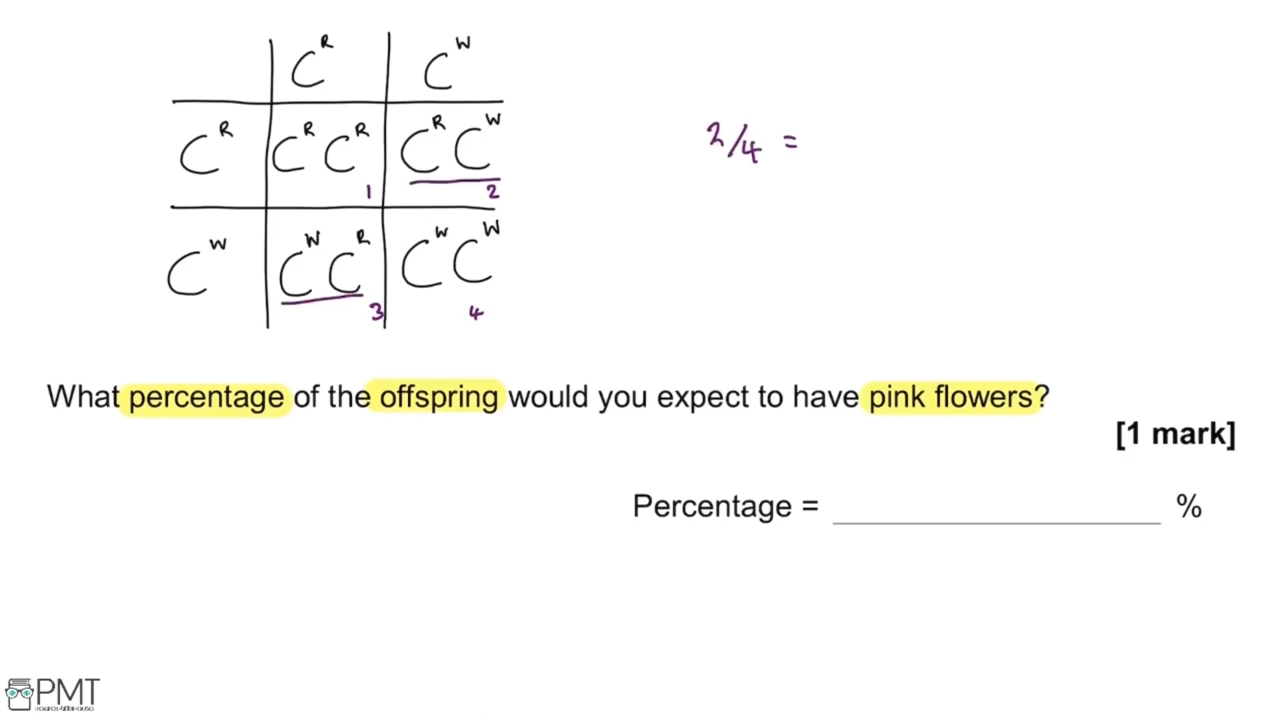 C^R C^W
C^R C^R C^R C^R C^W
1 2
C^W C^W C^R C^W C^W
3 4
2/4 =
What percentage of the offspring would you expect to have pink flowers?
[1 mark]
Percentage = ____________ %
PMT